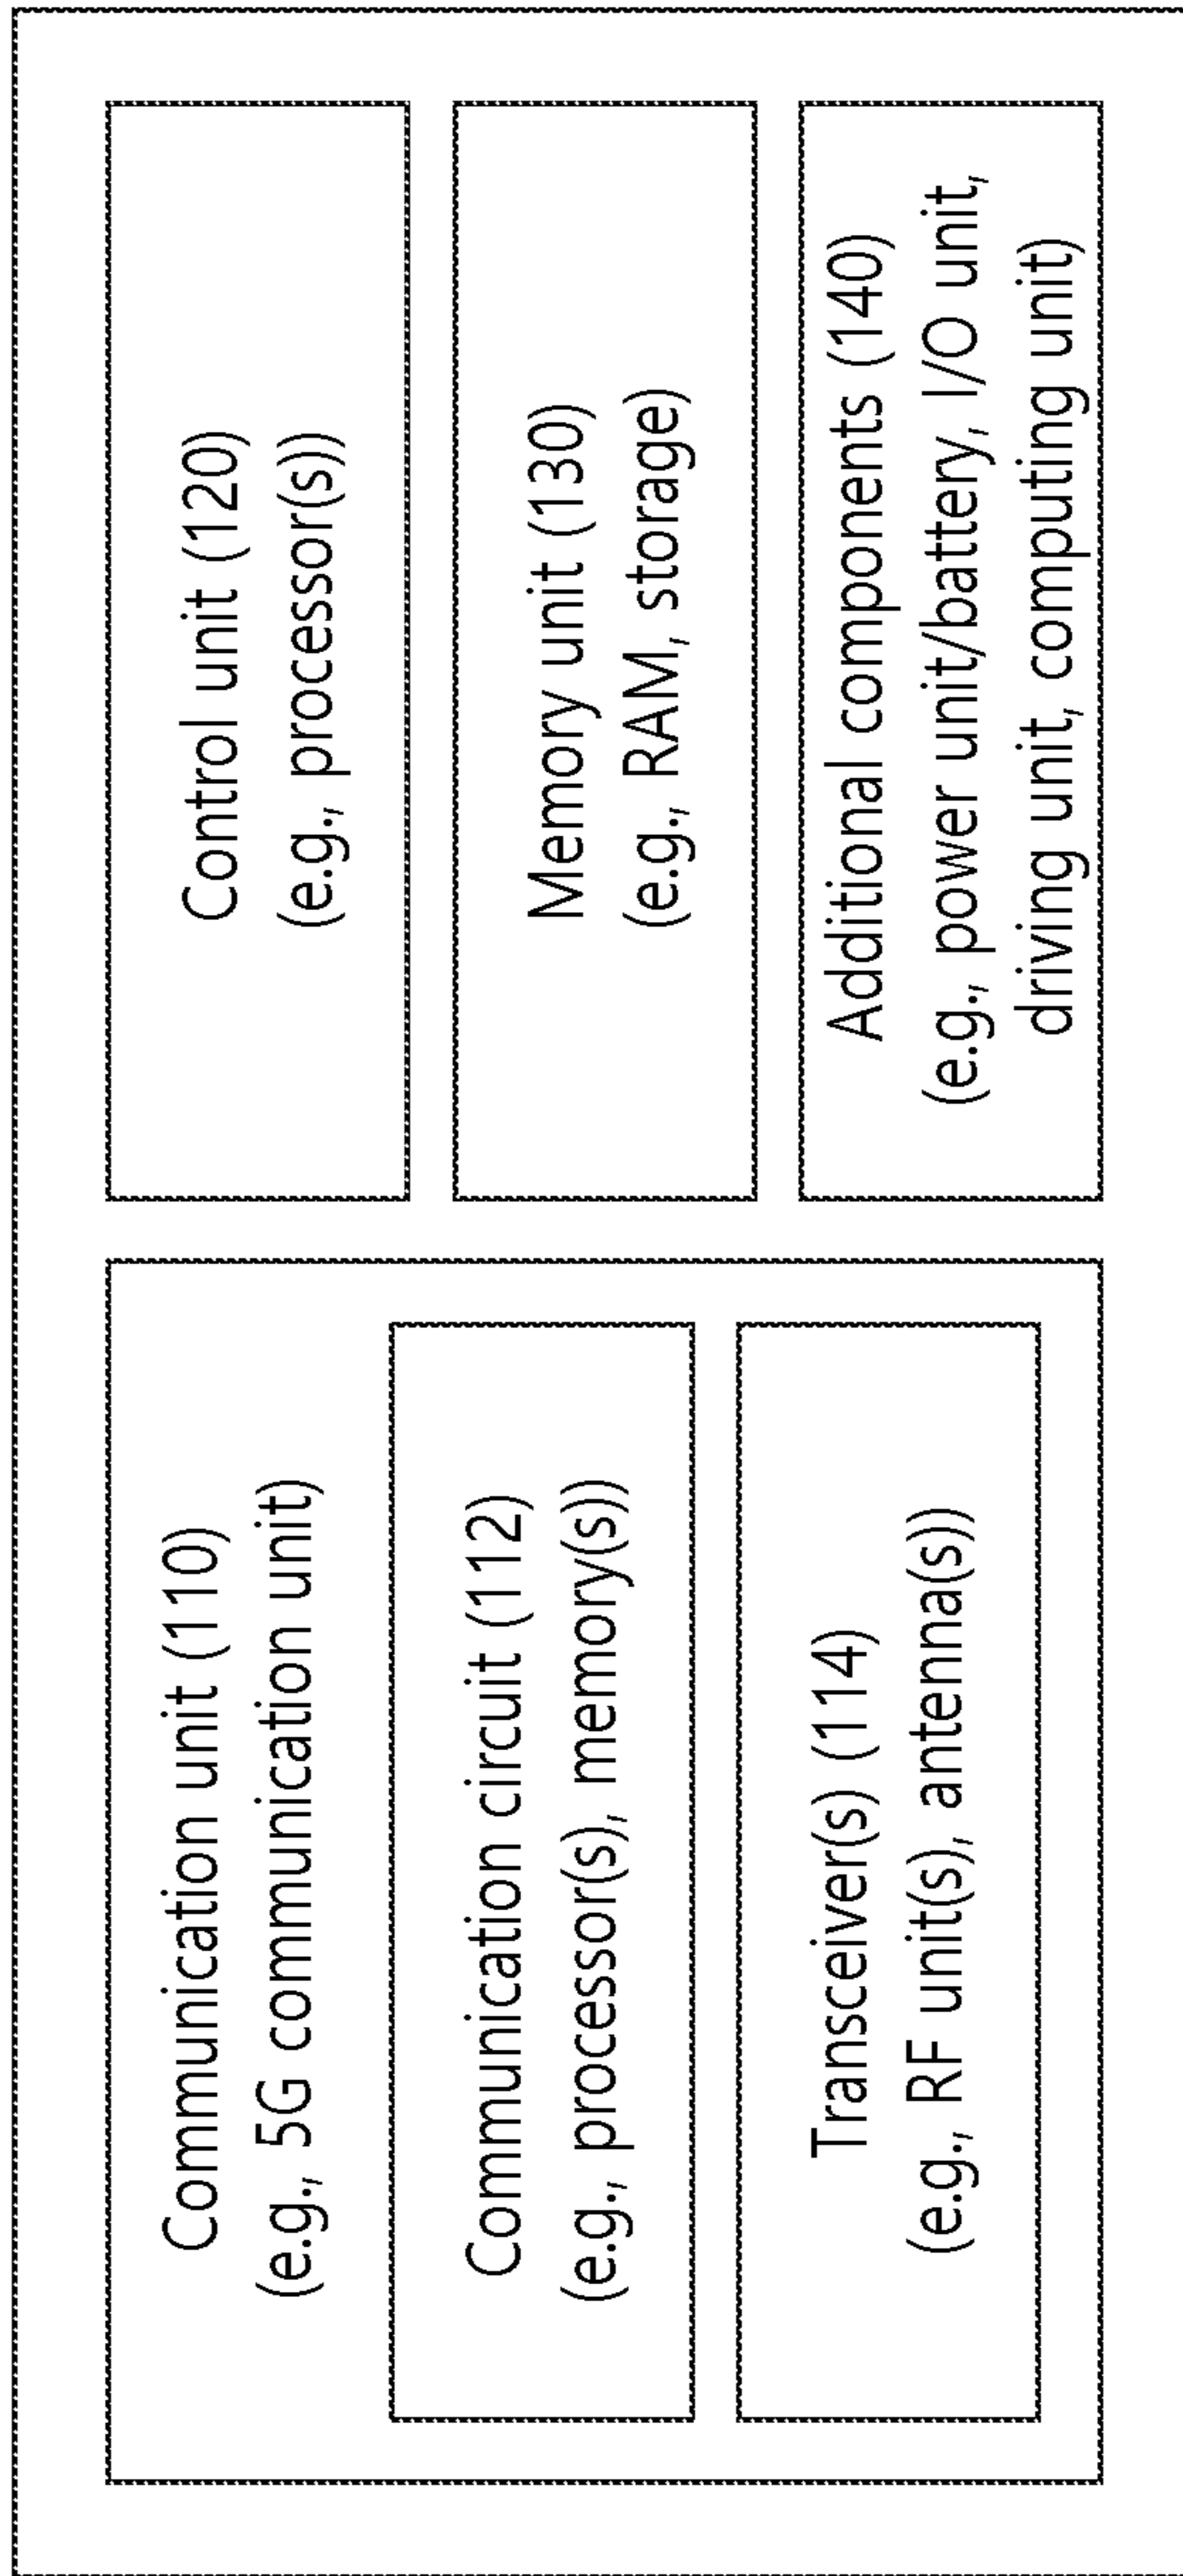 Communication unit (110)
(e.g., 5G communication unit)
Communication circuit (112)
(e.g., processor(s), memory(s))
Transceiver(s) (114)
(e.g., RF unit(s), antenna(s))
Control unit (120)
(e.g., processor(s))
Memory unit (130)
(e.g., RAM, storage)
Additional components (140)
(e.g., power unit/battery, I/O unit,
driving unit, computing unit)